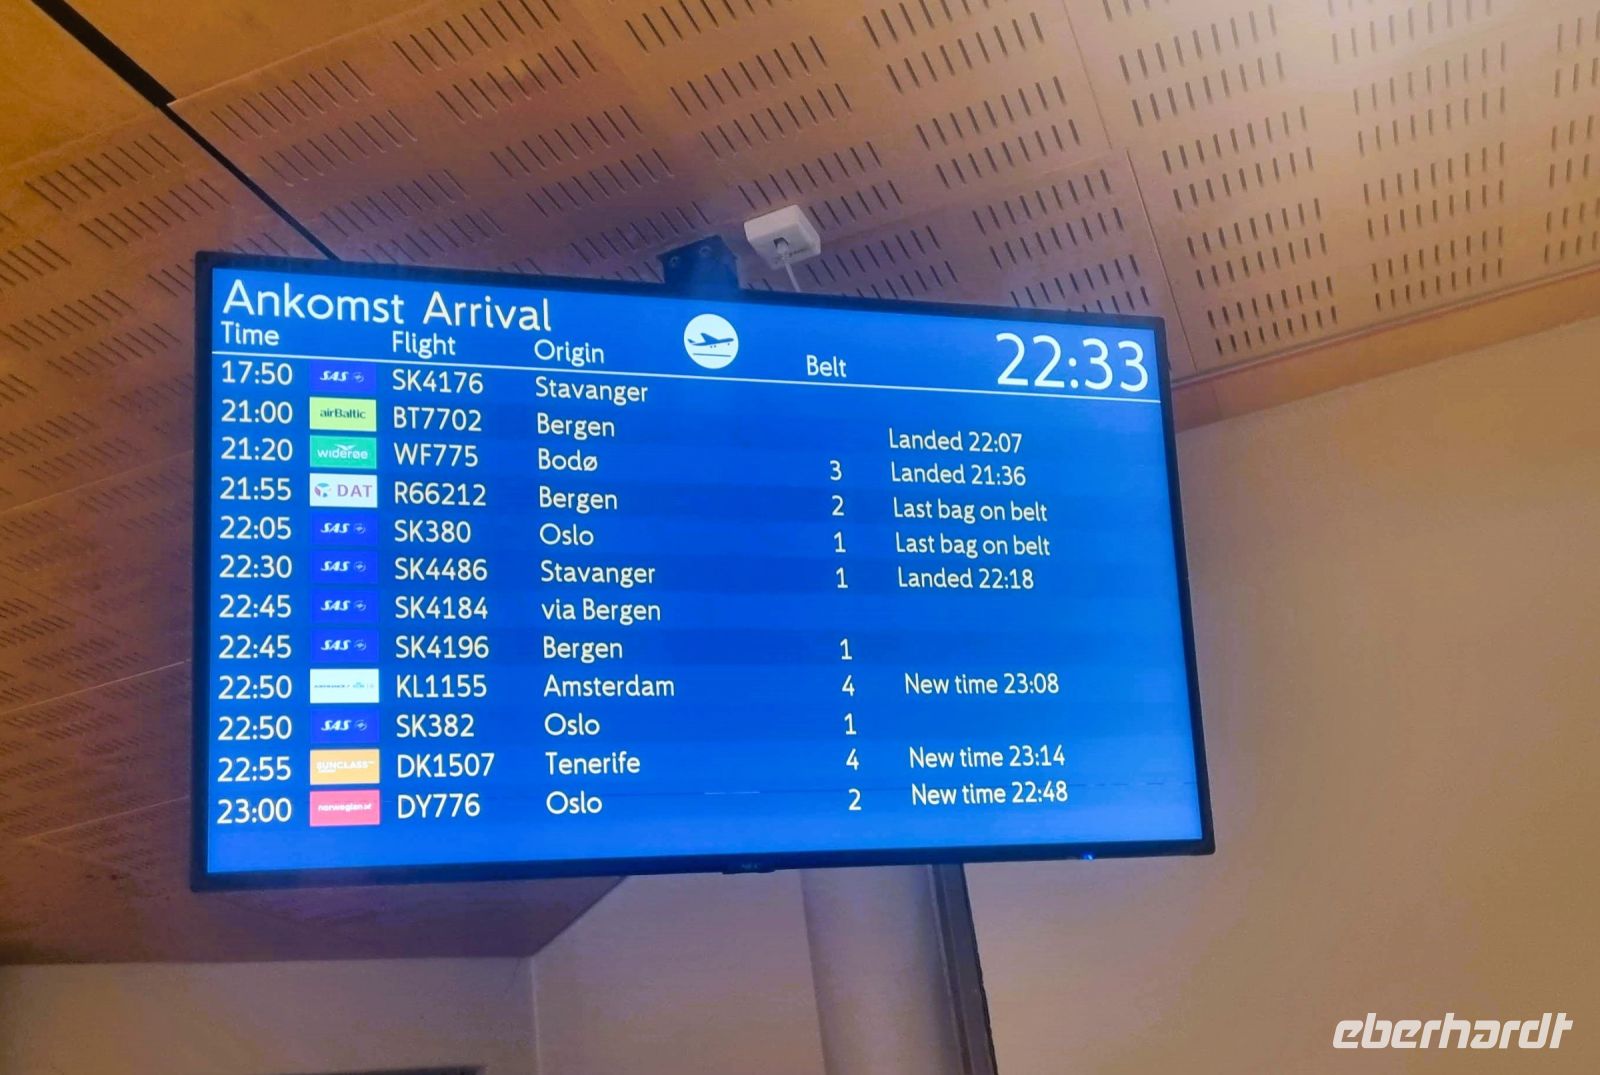 Ankomst Arrival 22:33
Time Flight Origin Belt
17:50 SAS SK4176 Stavanger
21:00 airBaltic BT7702 Bergen Landed 22:07
21:20 widerøe WF775 Bodø 3 Landed 21:36
21:55 DAT R66212 Bergen 2 Last bag on belt
22:05 SAS SK380 Oslo 1 Last bag on belt
22:30 SAS SK4486 Stavanger 1 Landed 22:18
22:45 SAS SK4184 via Bergen
22:45 SAS SK4196 Bergen 1
22:50 KL1155 Amsterdam 4 New time 23:08
22:50 SAS SK382 Oslo 1
22:55 SUNCLASS DK1507 Tenerife 4 New time 23:14
23:00 norwegian DY776 Oslo 2 New time 22:48
eberhardt